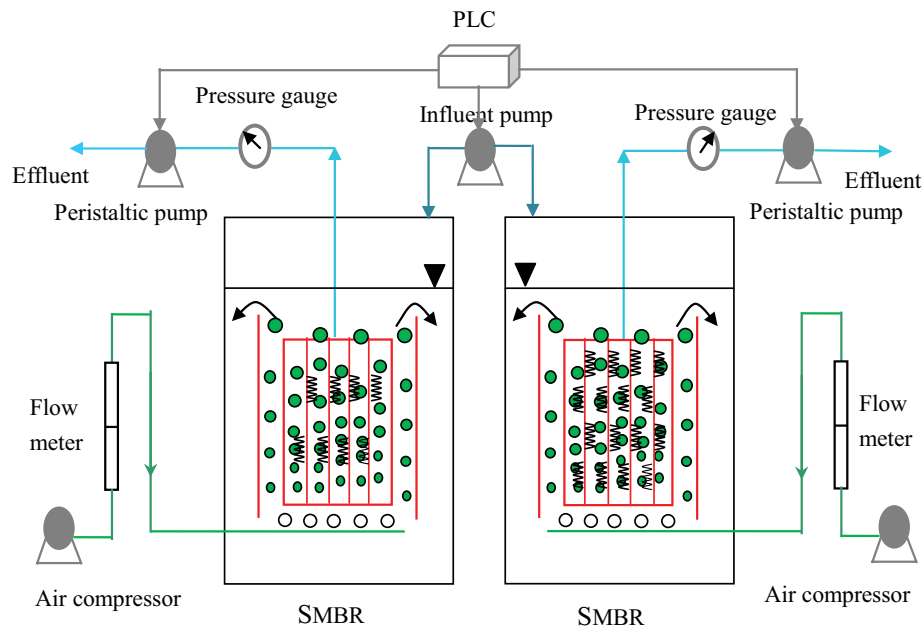 PLC
Pressure gauge
Influent pump
Pressure gauge
Effluent
Effluent
Peristaltic pump
Peristaltic pump
Flow
meter
Flow
meter
Air compressor
Air compressor
SMBR
SMBR